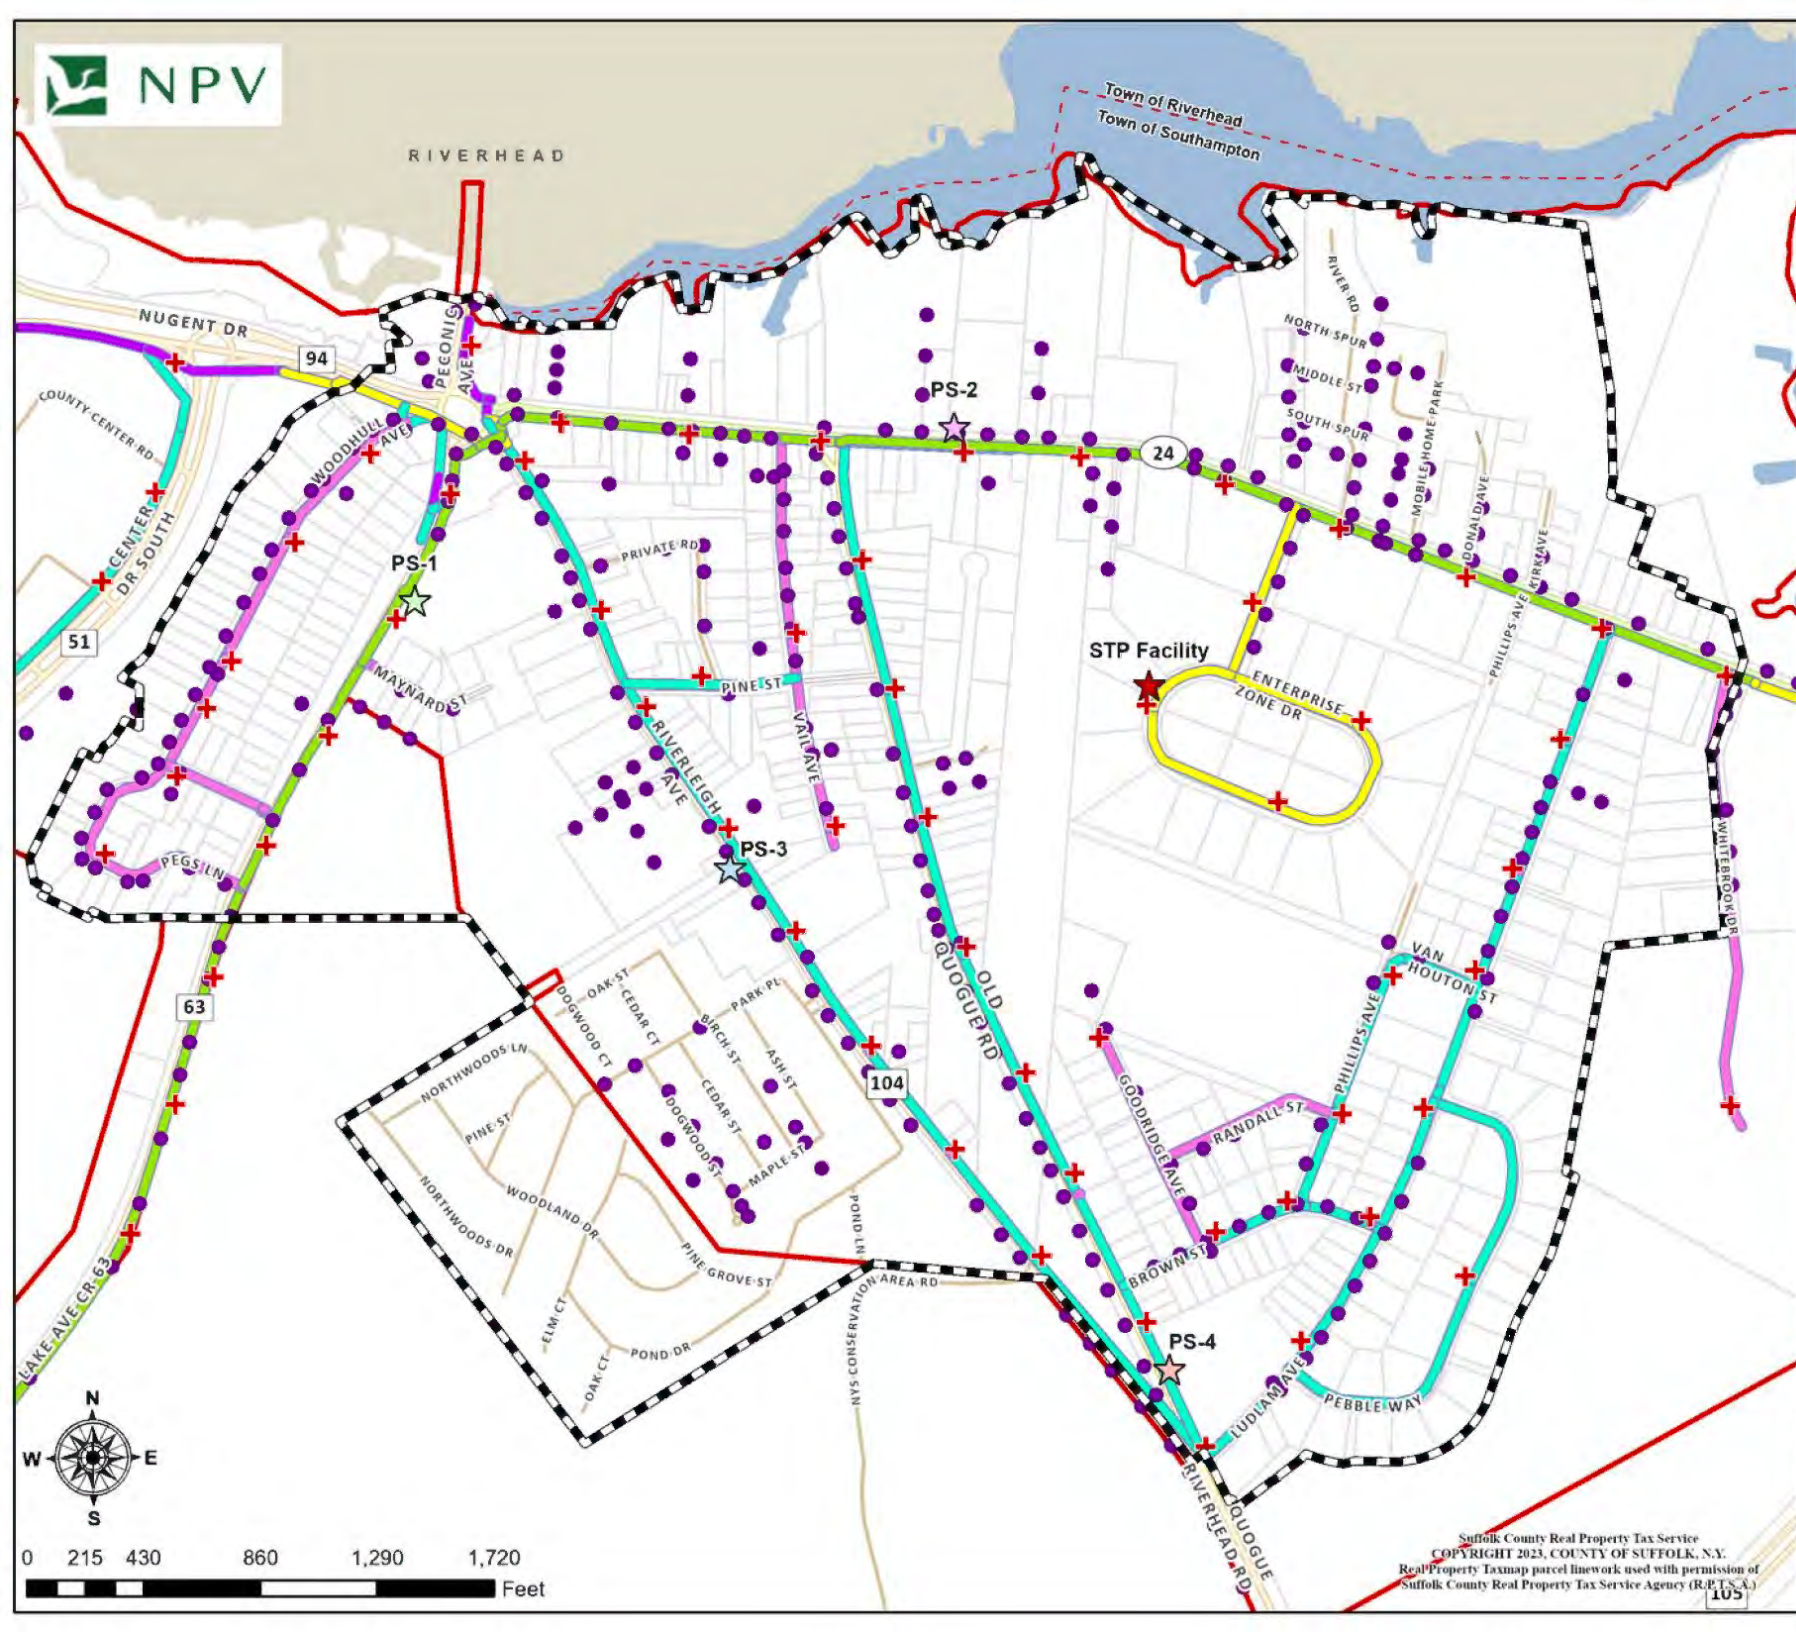 NPV
RIVERHEAD
Town of Riverhead
Town of Southampton
NUGENT DR
94
PECONIC
AVE
COUNTY CENTER RD
WOODHULL
AVE
CENTER
DR SOUTH
51
PS-1
MAYNARD ST
PEGS LN
63
LAKE AVE CR-63
PS-2
24
PRIVATE RD
PINE ST
VAIL AVE
RIVERLEIGH
AVE
PS-3
OLD
QUOGUE RD
RIVER RD
NORTH SPUR
MIDDLE ST
SOUTH SPUR
MOBILE HOME PARK
DONALD AVE
KIRK AVE
PHILLIPS AVE
STP Facility
ENTERPRISE
ZONE DR
WHITEBROOK DR
VAN
HOUTON ST
PHILLIPS AVE
GOODRIDGE AVE
RANDALL ST
BROWN ST
PS-4
LUDLAM AVE
PEBBLE WAY
OAK ST
DOGWOOD CT
CEDAR CT
PARK PL
BIRCH ST
ASH ST
CEDAR ST
DOGWOOD ST
MAPLE ST
104
NORTHWOODS LN
PINE ST
NORTHWOODS DR
WOODLAND DR
PINE GROVE ST
POND LN
ELM CT
OAK CT
POND DR
NYS CONSERVATION AREA RD
RIVERHEAD RD
QUOGUE
N
W E
S
0 215 430 860 1,290 1,720
Feet
Suffolk County Real Property Tax Service
COPYRIGHT 2023, COUNTY OF SUFFOLK, N.Y.
Real Property Taxmap parcel linework used with permission of
Suffolk County Real Property Tax Service Agency (R.P.T.S.A.)
105